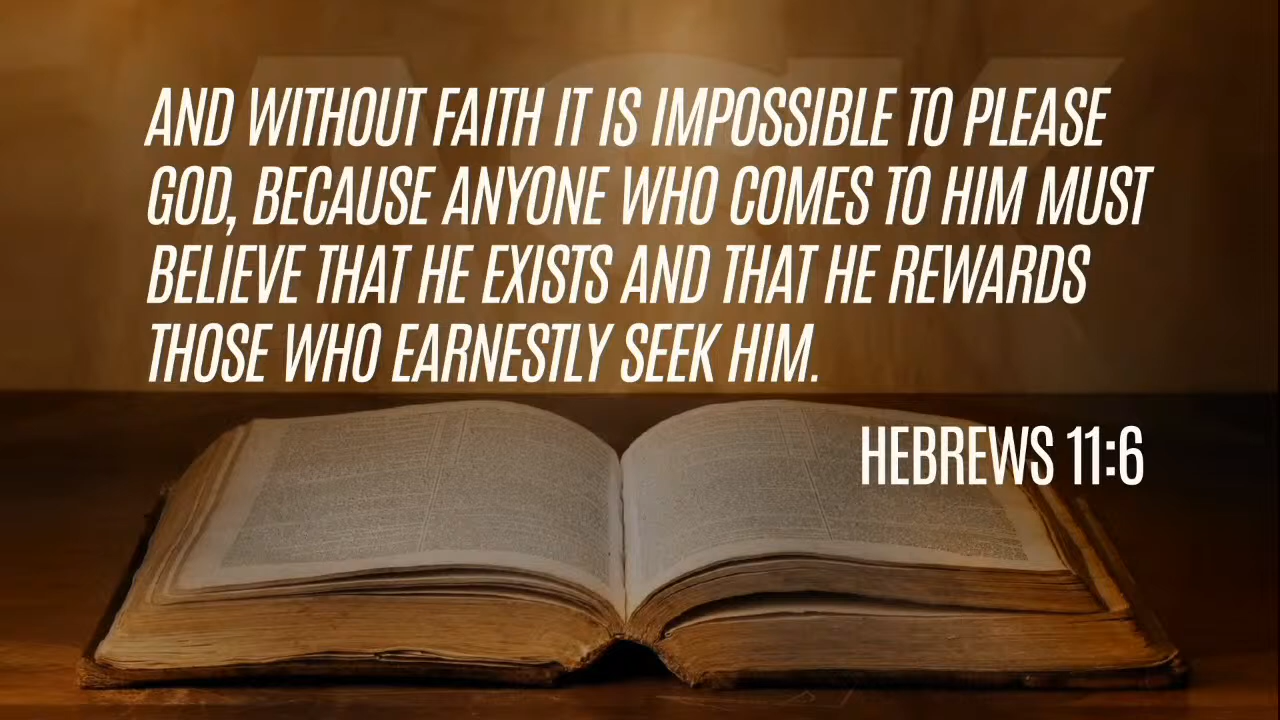 ASK
AND WITHOUT FAITH IT IS IMPOSSIBLE TO PLEASE
GOD, BECAUSE ANYONE WHO COMES TO HIM MUST
BELIEVE THAT HE EXISTS AND THAT HE REWARDS
THOSE WHO EARNESTLY SEEK HIM.
HEBREWS 11:6